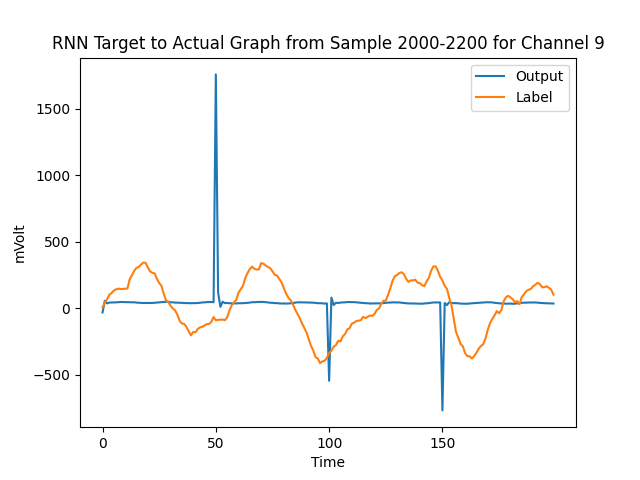 RNN Target to Actual Graph from Sample 2000-2200 for Channel 9
Output
Label
mVolt
1500
1000
500
0
−500
0 50 100 150
Time